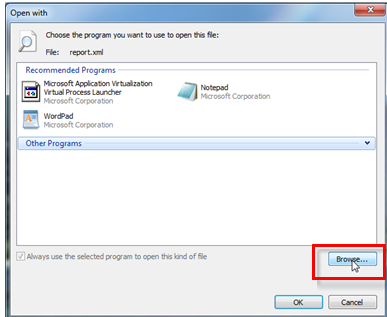 Open with
Choose the program you want to use to open this file:
File: report.xml
Recommended Programs
Microsoft Application Virtualization
Virtual Process Launcher
Microsoft Corporation
Notepad
Microsoft Corporation
WordPad
Microsoft Corporation
Other Programs
Always use the selected program to open this kind of file
Browse...
OK
Cancel